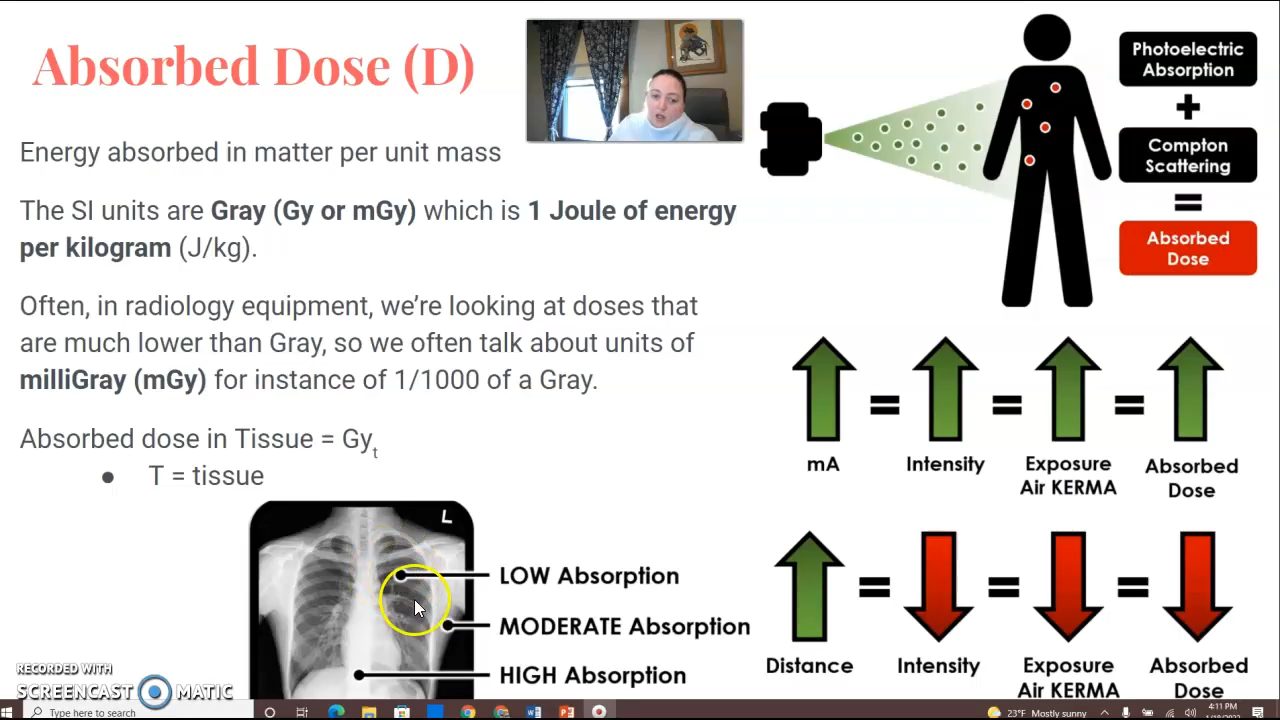 Absorbed Dose (D)
Energy absorbed in matter per unit mass
The SI units are Gray (Gy or mGy) which is 1 Joule of energy
per kilogram (J/kg).
Often, in radiology equipment, we're looking at doses that
are much lower than Gray, so we often talk about units of
milliGray (mGy) for instance of 1/1000 of a Gray.
Absorbed dose in Tissue = Gyt
● T = tissue
L
LOW Absorption
MODERATE Absorption
HIGH Absorption
Photoelectric
Absorption
+
Compton
Scattering
=
Absorbed
Dose
= = =
mA
Intensity
Exposure
Air KERMA
Absorbed
Dose
= = =
Distance
Intensity
Exposure
Air KERMA
Absorbed
Dose
RECORDED WITH
SCREENCAST MATIC
Type here to search
23°F Mostly sunny
4:11 PM